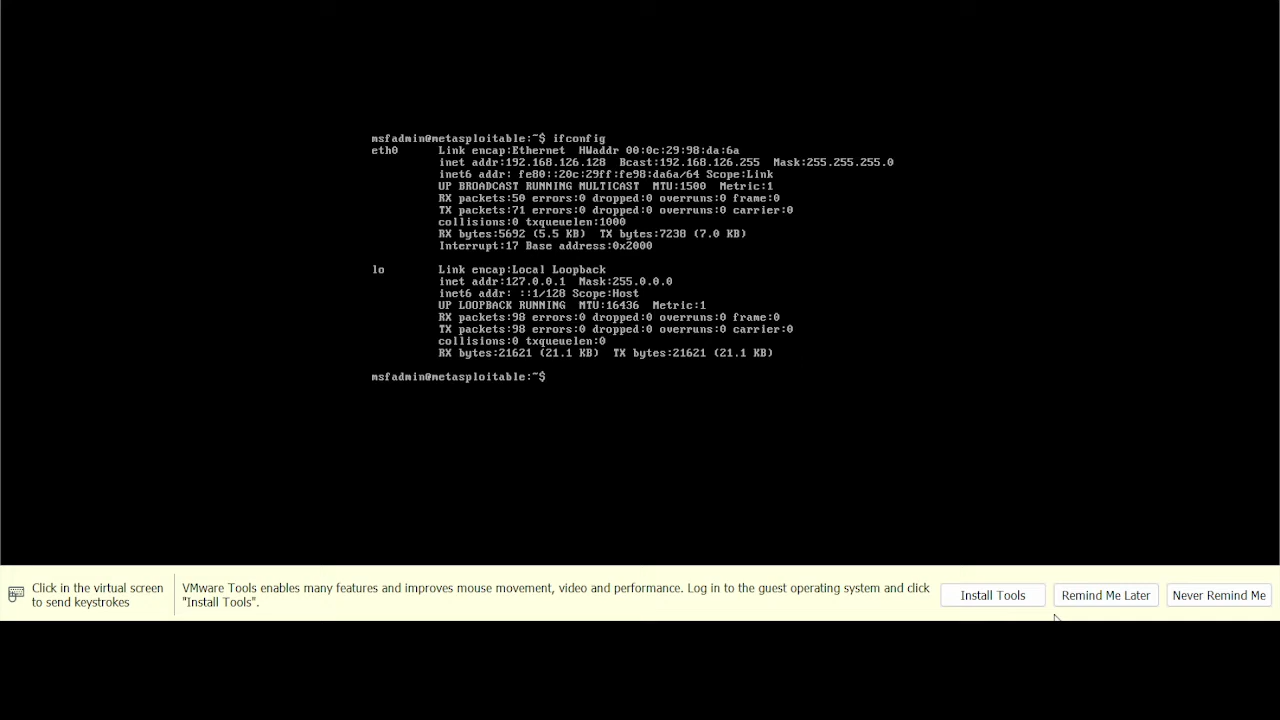 msfadmin@metasploitable:~$ ifconfig
eth0 Link encap:Ethernet HWaddr 00:0c:29:98:da:6a
inet addr:192.168.126.128 Bcast:192.168.126.255 Mask:255.255.255.0
inet6 addr: fe80::20c:29ff:fe98:da6a/64 Scope:Link
UP BROADCAST RUNNING MULTICAST MTU:1500 Metric:1
RX packets:50 errors:0 dropped:0 overruns:0 frame:0
TX packets:71 errors:0 dropped:0 overruns:0 carrier:0
collisions:0 txqueuelen:1000
RX bytes:5692 (5.5 KB) TX bytes:7238 (7.0 KB)
Interrupt:17 Base address:0x2000
lo Link encap:Local Loopback
inet addr:127.0.0.1 Mask:255.0.0.0
inet6 addr: ::1/128 Scope:Host
UP LOOPBACK RUNNING MTU:16436 Metric:1
RX packets:98 errors:0 dropped:0 overruns:0 frame:0
TX packets:98 errors:0 dropped:0 overruns:0 carrier:0
collisions:0 txqueuelen:0
RX bytes:21621 (21.1 KB) TX bytes:21621 (21.1 KB)
msfadmin@metasploitable:~$
Click in the virtual screen
to send keystrokes
VMware Tools enables many features and improves mouse movement, video and performance. Log in to the guest operating system and click
"Install Tools".
Install Tools
Remind Me Later
Never Remind Me